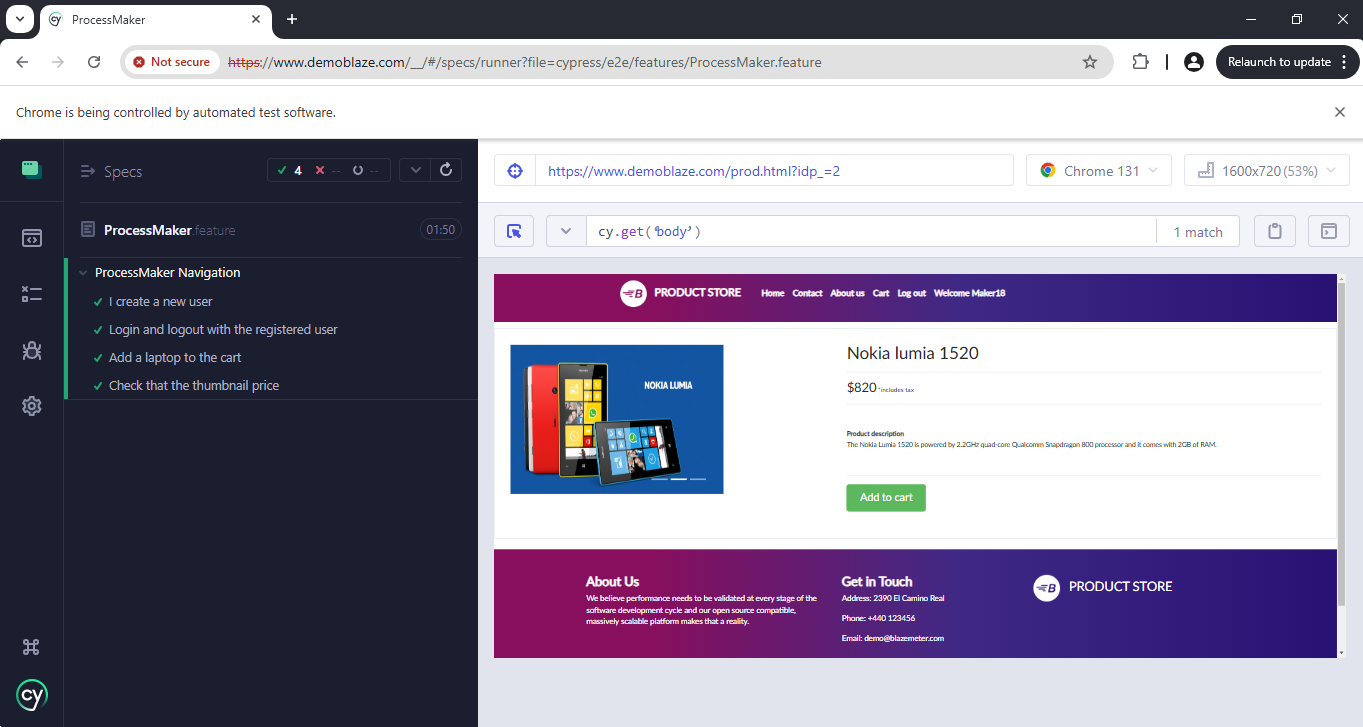 ProcessMaker
Not secure
https://www.demoblaze.com/__/#/specs/runner?file=cypress/e2e/features/ProcessMaker.feature
Relaunch to update
Chrome is being controlled by automated test software.
Specs
4 -- --
ProcessMaker feature
01:50
ProcessMaker Navigation
I create a new user
Login and logout with the registered user
Add a laptop to the cart
Check that the thumbnail price
cy
https://www.demoblaze.com/prod.html?idp_=2
Chrome 131
1600x720 (53%)
cy.get(‘body’)
1 match
B PRODUCT STORE
Home Contact About us Cart Log out Welcome Maker18
NOKIA LUMIA
Nokia lumia 1520
$820 *includes tax
Product description
The Nokia Lumia 1520 is powered by 2.2GHz quad-core Qualcomm Snapdragon 800 processor and it comes with 2GB of RAM.
Add to cart
About Us
We believe performance needs to be validated at every stage of the
software development cycle and our open source compatible,
massively scalable platform makes that a reality.
Get in Touch
Address: 2390 El Camino Real
Phone: +440 123456
Email: demo@blazemeter.com
B PRODUCT STORE